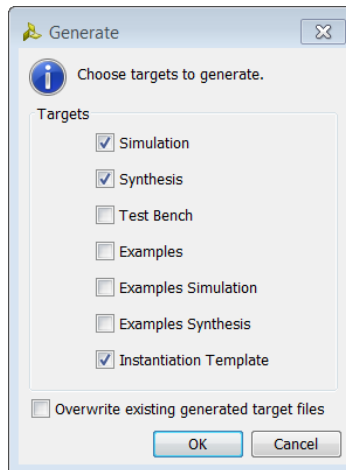 Generate
Choose targets to generate.
Targets
Simulation
Synthesis
Test Bench
Examples
Examples Simulation
Examples Synthesis
Instantiation Template
Overwrite existing generated target files
OK Cancel